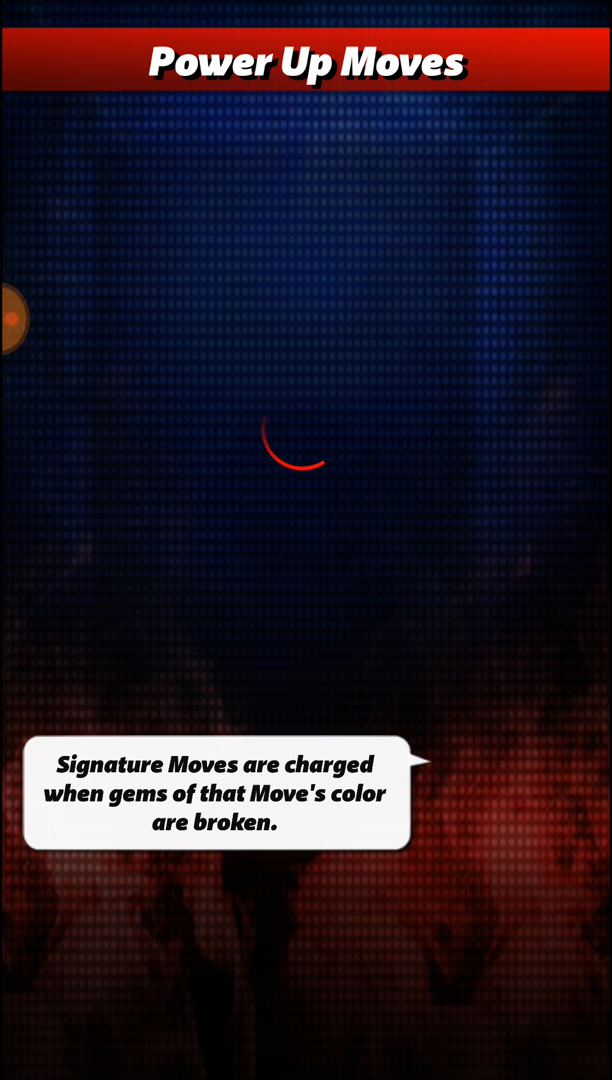 Power Up Moves
Signature Moves are charged
when gems of that Move's color
are broken.